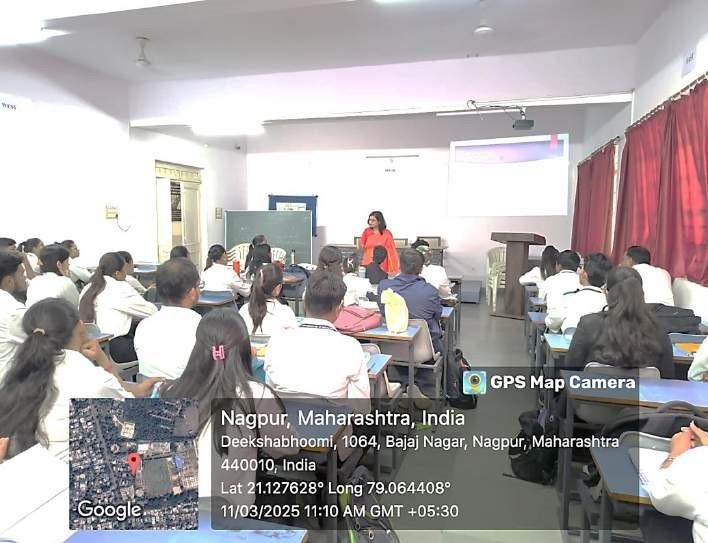 WEST
GPS Map Camera
Nagpur, Maharashtra, India
Deekshabhoomi, 1064, Bajaj Nagar, Nagpur, Maharashtra
440010, India
Lat 21.127628° Long 79.064408°
11/03/2025 11:10 AM GMT +05:30
Google